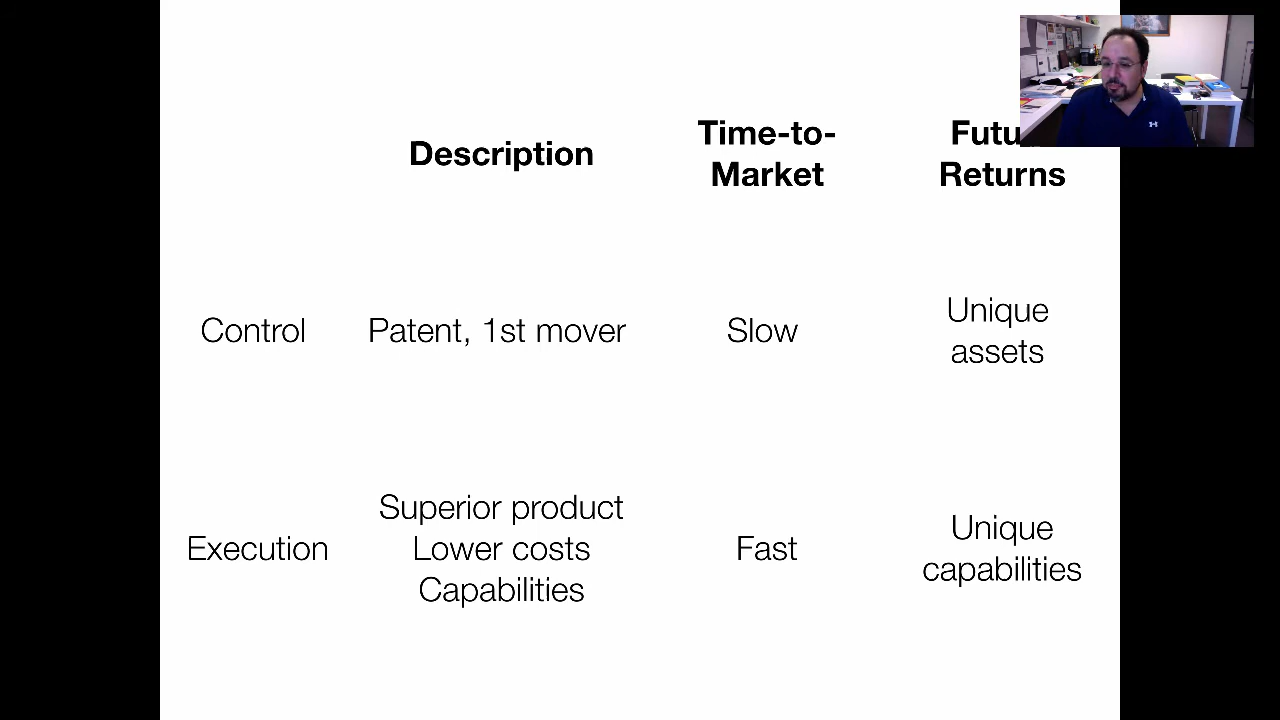 Description
Time-to-
Market
Returns
Control
Patent, 1st mover
Slow
Unique
assets
Execution
Superior product
Lower costs
Capabilities
Fast
Unique
capabilities